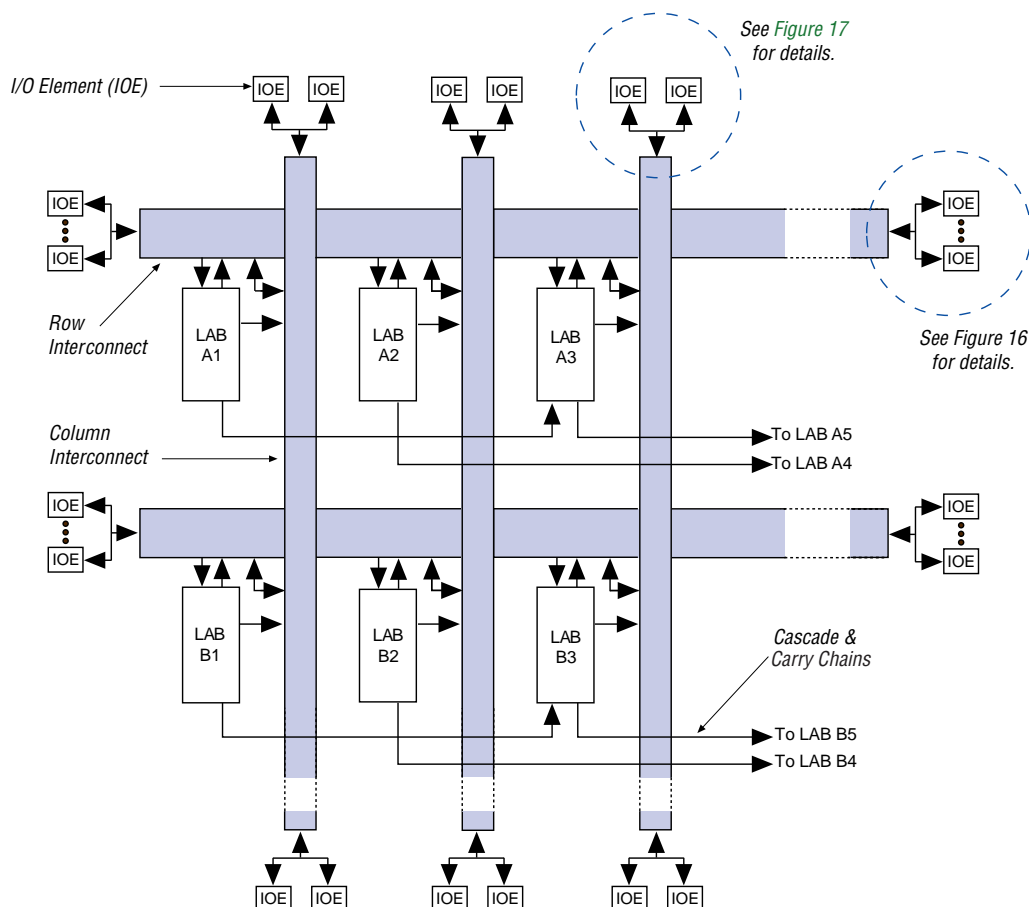 See Figure 17
for details.
I/O Element (IOE)
IOE IOE IOE IOE IOE IOE
IOE IOE
IOE IOE
Row
Interconnect
LAB
A1
LAB
A2
LAB
A3
See Figure 16
for details.
Column
Interconnect
To LAB A5
To LAB A4
IOE IOE
IOE IOE
LAB
B1
LAB
B2
LAB
B3
Cascade &
Carry Chains
To LAB B5
To LAB B4
IOE IOE IOE IOE IOE IOE